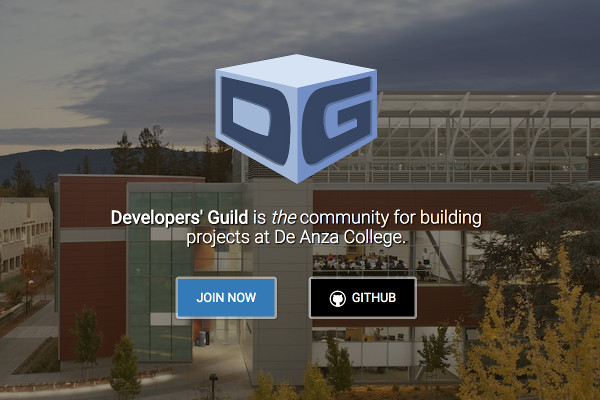 DG
Developers' Guild is the community for building
projects at De Anza College.
JOIN NOW
GITHUB